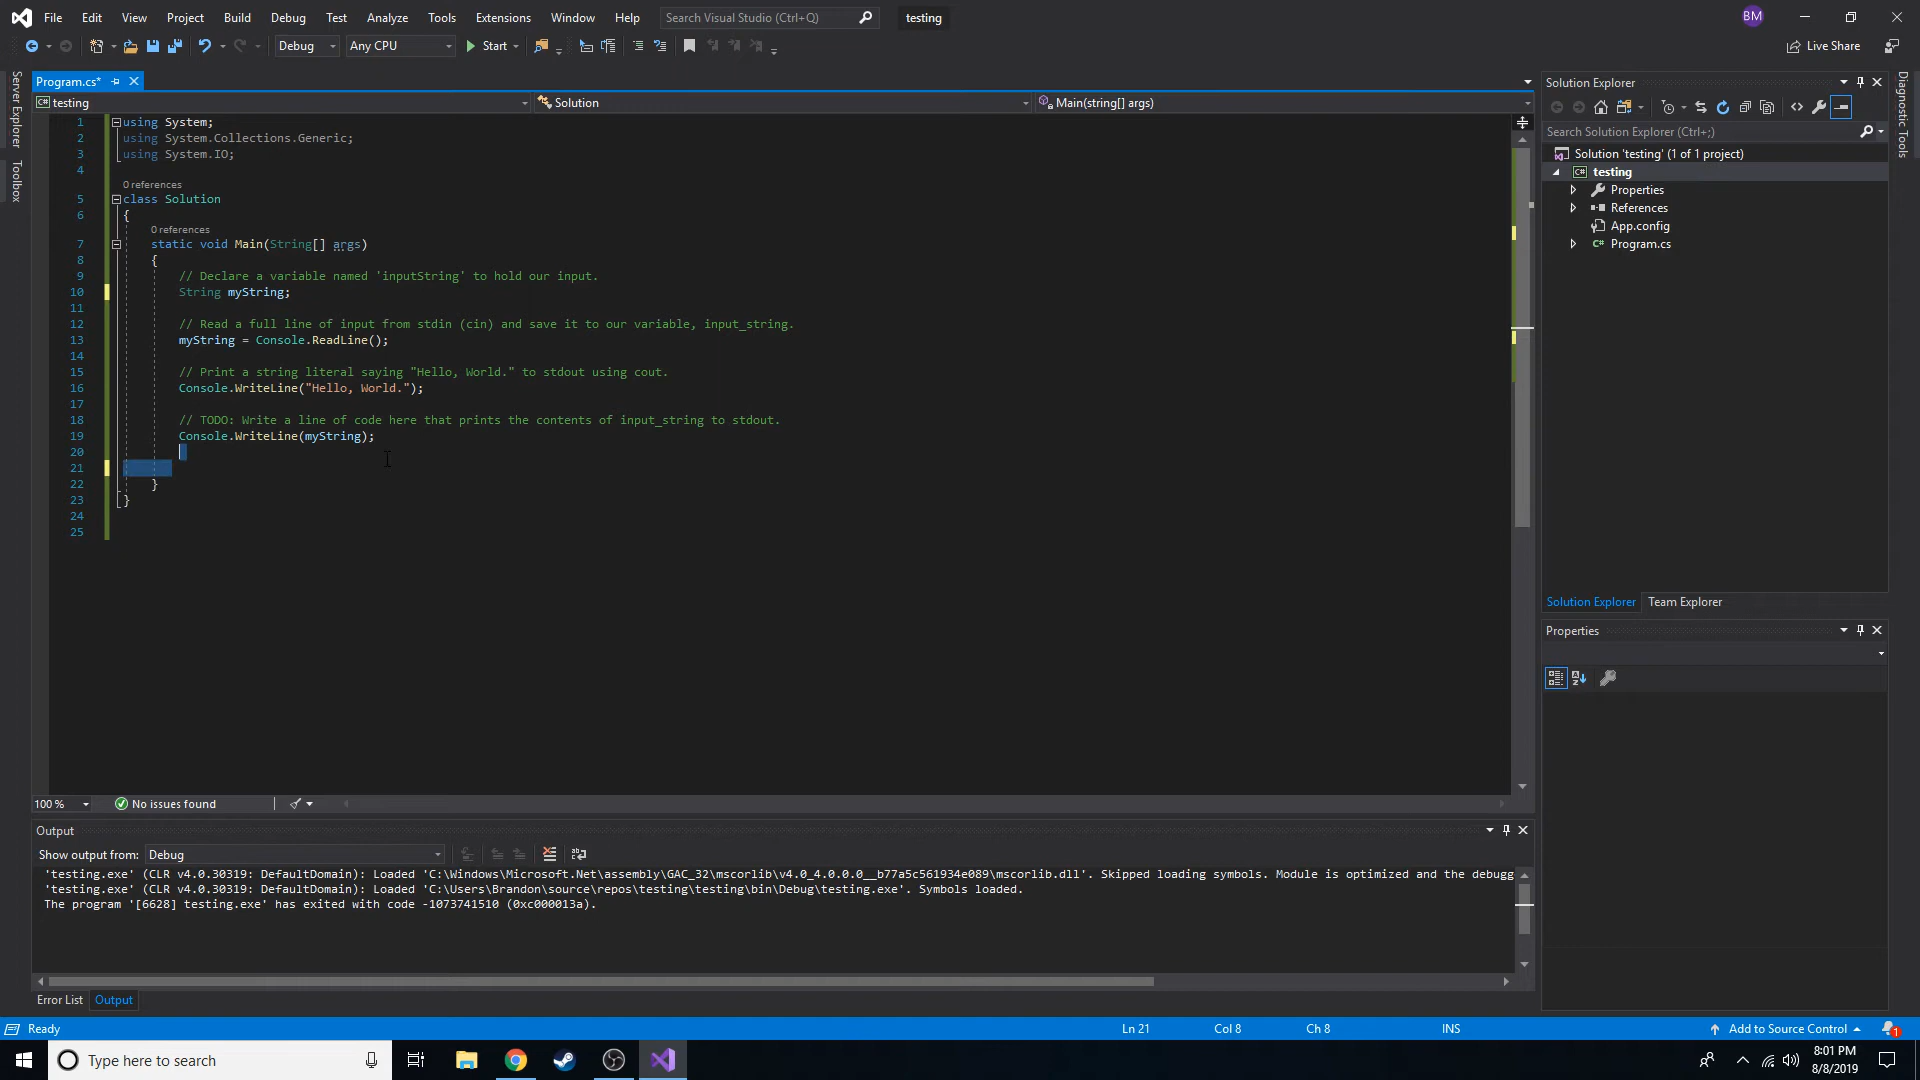 File Edit View Project Build Debug Test Analyze Tools Extensions Window Help Search Visual Studio (Ctrl+Q) testing BM
Debug Any CPU Start Live Share
Server Explorer
Toolbox
Program.cs*
testing Solution Main(string[] args)
1 using System;
2 using System.Collections.Generic;
3 using System.IO;
4
0 references
5 class Solution
6 {
0 references
7 static void Main(String[] args)
8 {
9 // Declare a variable named 'inputString' to hold our input.
10 String myString;
11
12 // Read a full line of input from stdin (cin) and save it to our variable, input_string.
13 myString = Console.ReadLine();
14
15 // Print a string literal saying "Hello, World." to stdout using cout.
16 Console.WriteLine("Hello, World.");
17
18 // TODO: Write a line of code here that prints the contents of input_string to stdout.
19 Console.WriteLine(myString);
20
21
22 }
23 }
24
25
100 % No issues found
Output
Show output from: Debug
'testing.exe' (CLR v4.0.30319: DefaultDomain): Loaded 'C:\Windows\Microsoft.Net\assembly\GAC_32\mscorlib\v4.0_4.0.0.0__b77a5c561934e089\mscorlib.dll'. Skipped loading symbols. Module is optimized and the debugg
'testing.exe' (CLR v4.0.30319: DefaultDomain): Loaded 'C:\Users\Brandon\source\repos\testing\testing\bin\Debug\testing.exe'. Symbols loaded.
The program '[6628] testing.exe' has exited with code -1073741510 (0xc000013a).
Error List Output
Solution Explorer
Search Solution Explorer (Ctrl+;)
Solution 'testing' (1 of 1 project)
C# testing
Properties
References
App.config
C# Program.cs
Solution Explorer Team Explorer
Properties
Diagnostic Tools
Ready Ln 21 Col 8 Ch 8 INS Add to Source Control 1
Type here to search
8:01 PM
8/8/2019